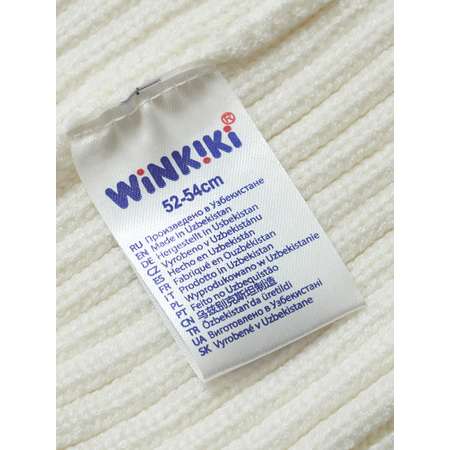 WiNK!Ki®
52-54cm
RU Произведено в Узбекистане
EN Made in Uzbekistan
DE Hergestellt in Usbekistan
CZ Vyrobeno v Uzbekistánu
ES Hecho en Uzbekistán
FR Fabriqué en Ouzbékistan
IT Prodotto in Uzbekistan
PL Wyprodukowano w Uzbekistanie
PT Feito no Uzbequistão
CN 乌兹别克斯坦制造
TR Özbekistan'da üretildi
UA Виготовлено в Узбекистані
SK Vyrobené v Uzbekistane